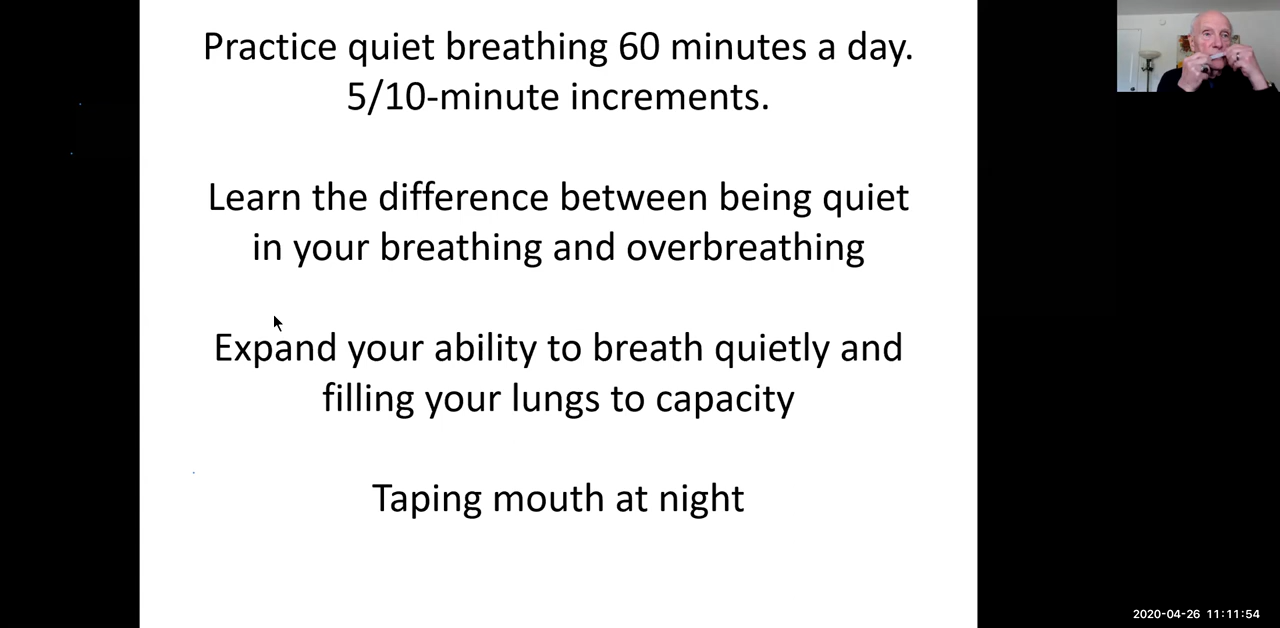 Practice quiet breathing 60 minutes a day.
5/10-minute increments.
Learn the difference between being quiet
in your breathing and overbreathing
Expand your ability to breath quietly and
filling your lungs to capacity
Taping mouth at night
2020-04-26 11:11:54